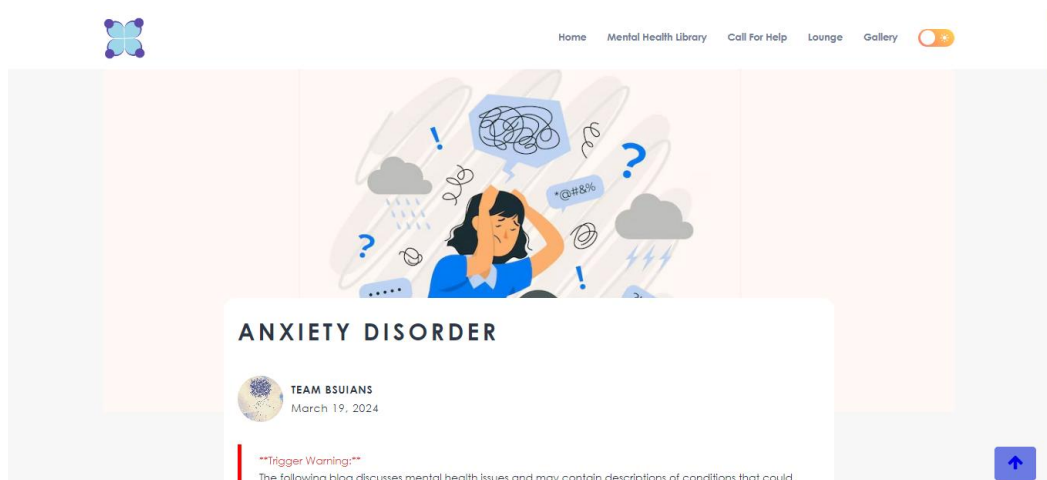 Home Mental Health Library Call For Help Lounge Gallery
!
?
*@#&%
?
!
.....
ANXIETY DISORDER
TEAM BSUIANS
March 19, 2024
**Trigger Warning:**
The following blog discusses mental health issues and may contain descriptions of conditions that could